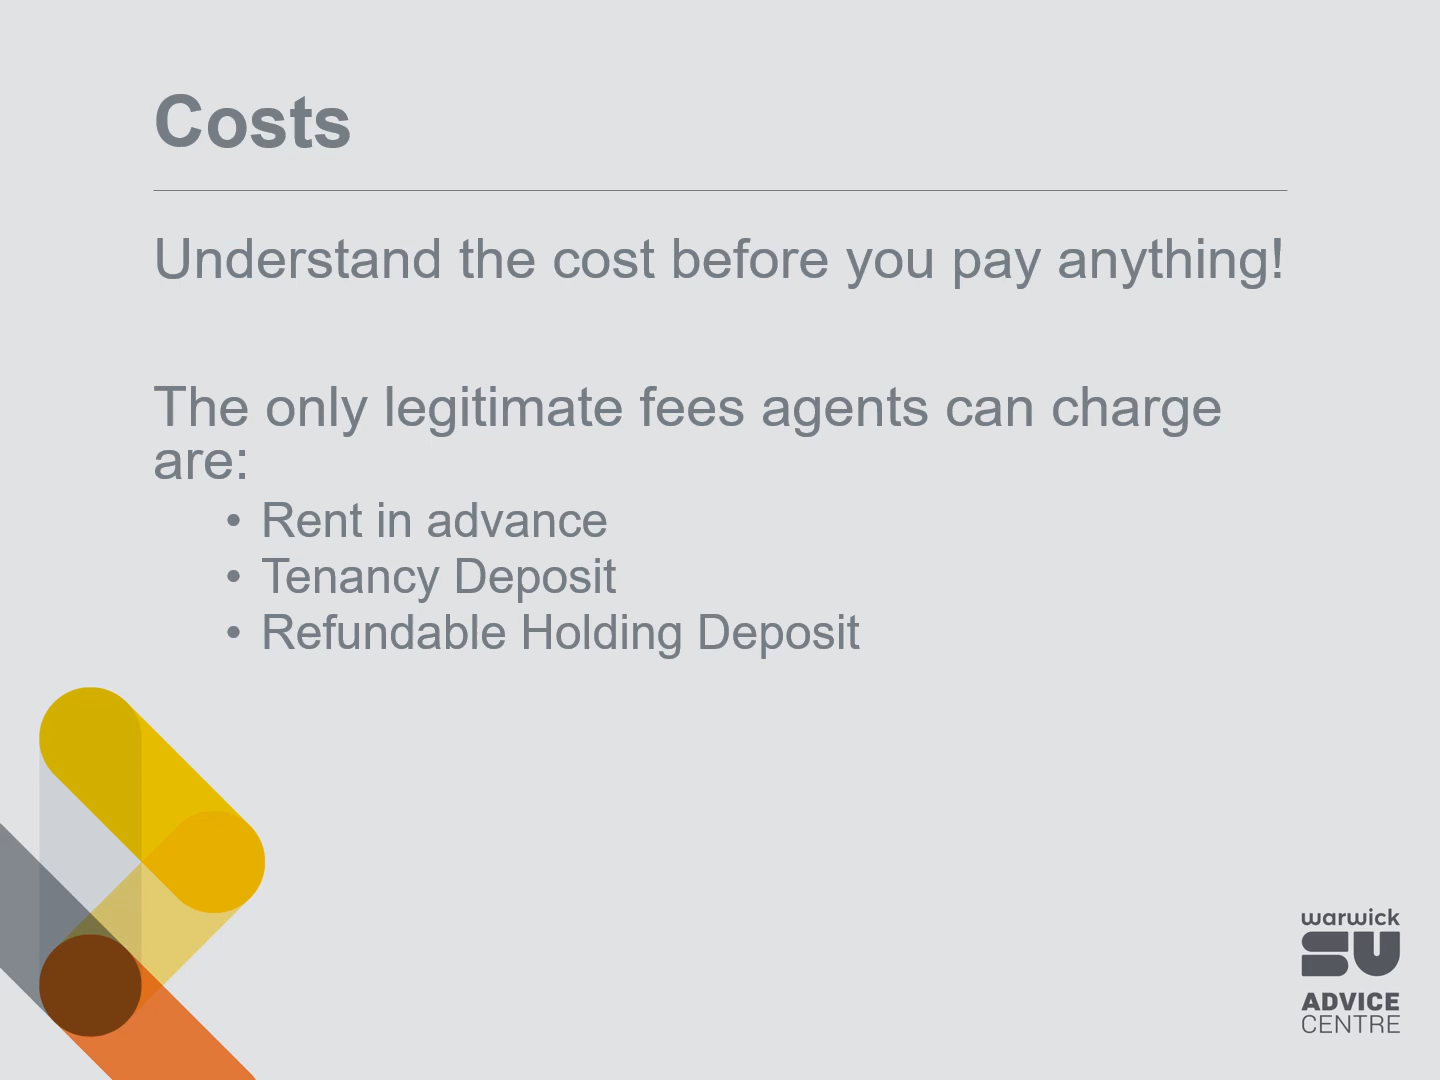 Costs
Understand the cost before you pay anything!
The only legitimate fees agents can charge
are:
• Rent in advance
• Tenancy Deposit
• Refundable Holding Deposit
warwick
SU
ADVICE
CENTRE